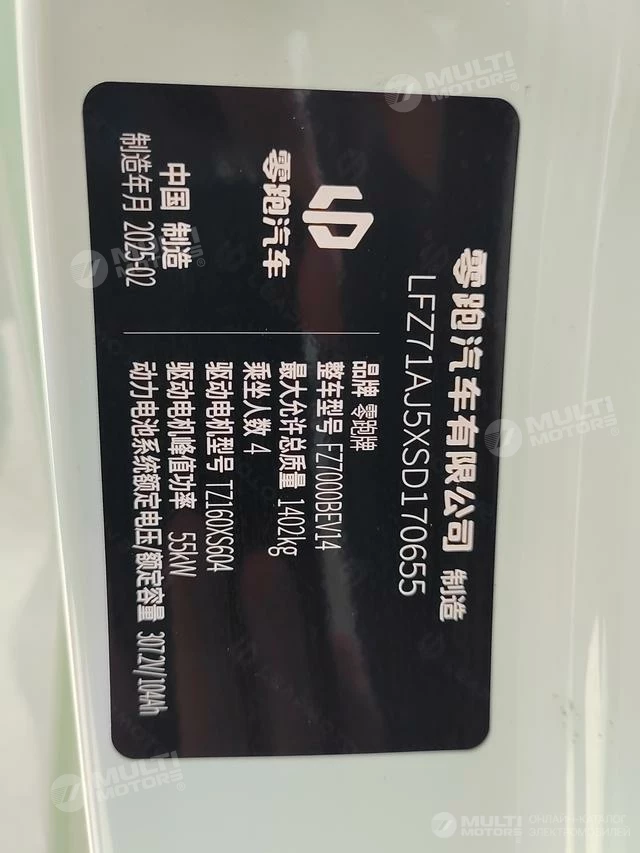 零跑汽车有限公司 制造
LFZ71AJ5XSD170655
零跑汽车
中国 制造
制造年月 2025-02
品牌 零跑牌
整车型号 FZ7000BEV14
最大允许总质量 1402kg
乘坐人数 4
驱动电机型号 TZ160XS604
驱动电机峰值功率 55kW
动力电池系统额定电压/额定容量 307.2V/104Ah
MULTI MOTORS®
MULTI MOTORS®
MULTI MOTORS®
MULTI MOTORS®
MULTI MOTORS®
ОНЛАЙН-КАТАЛОГ
ЭЛЕКТРОМОБИЛЕЙ